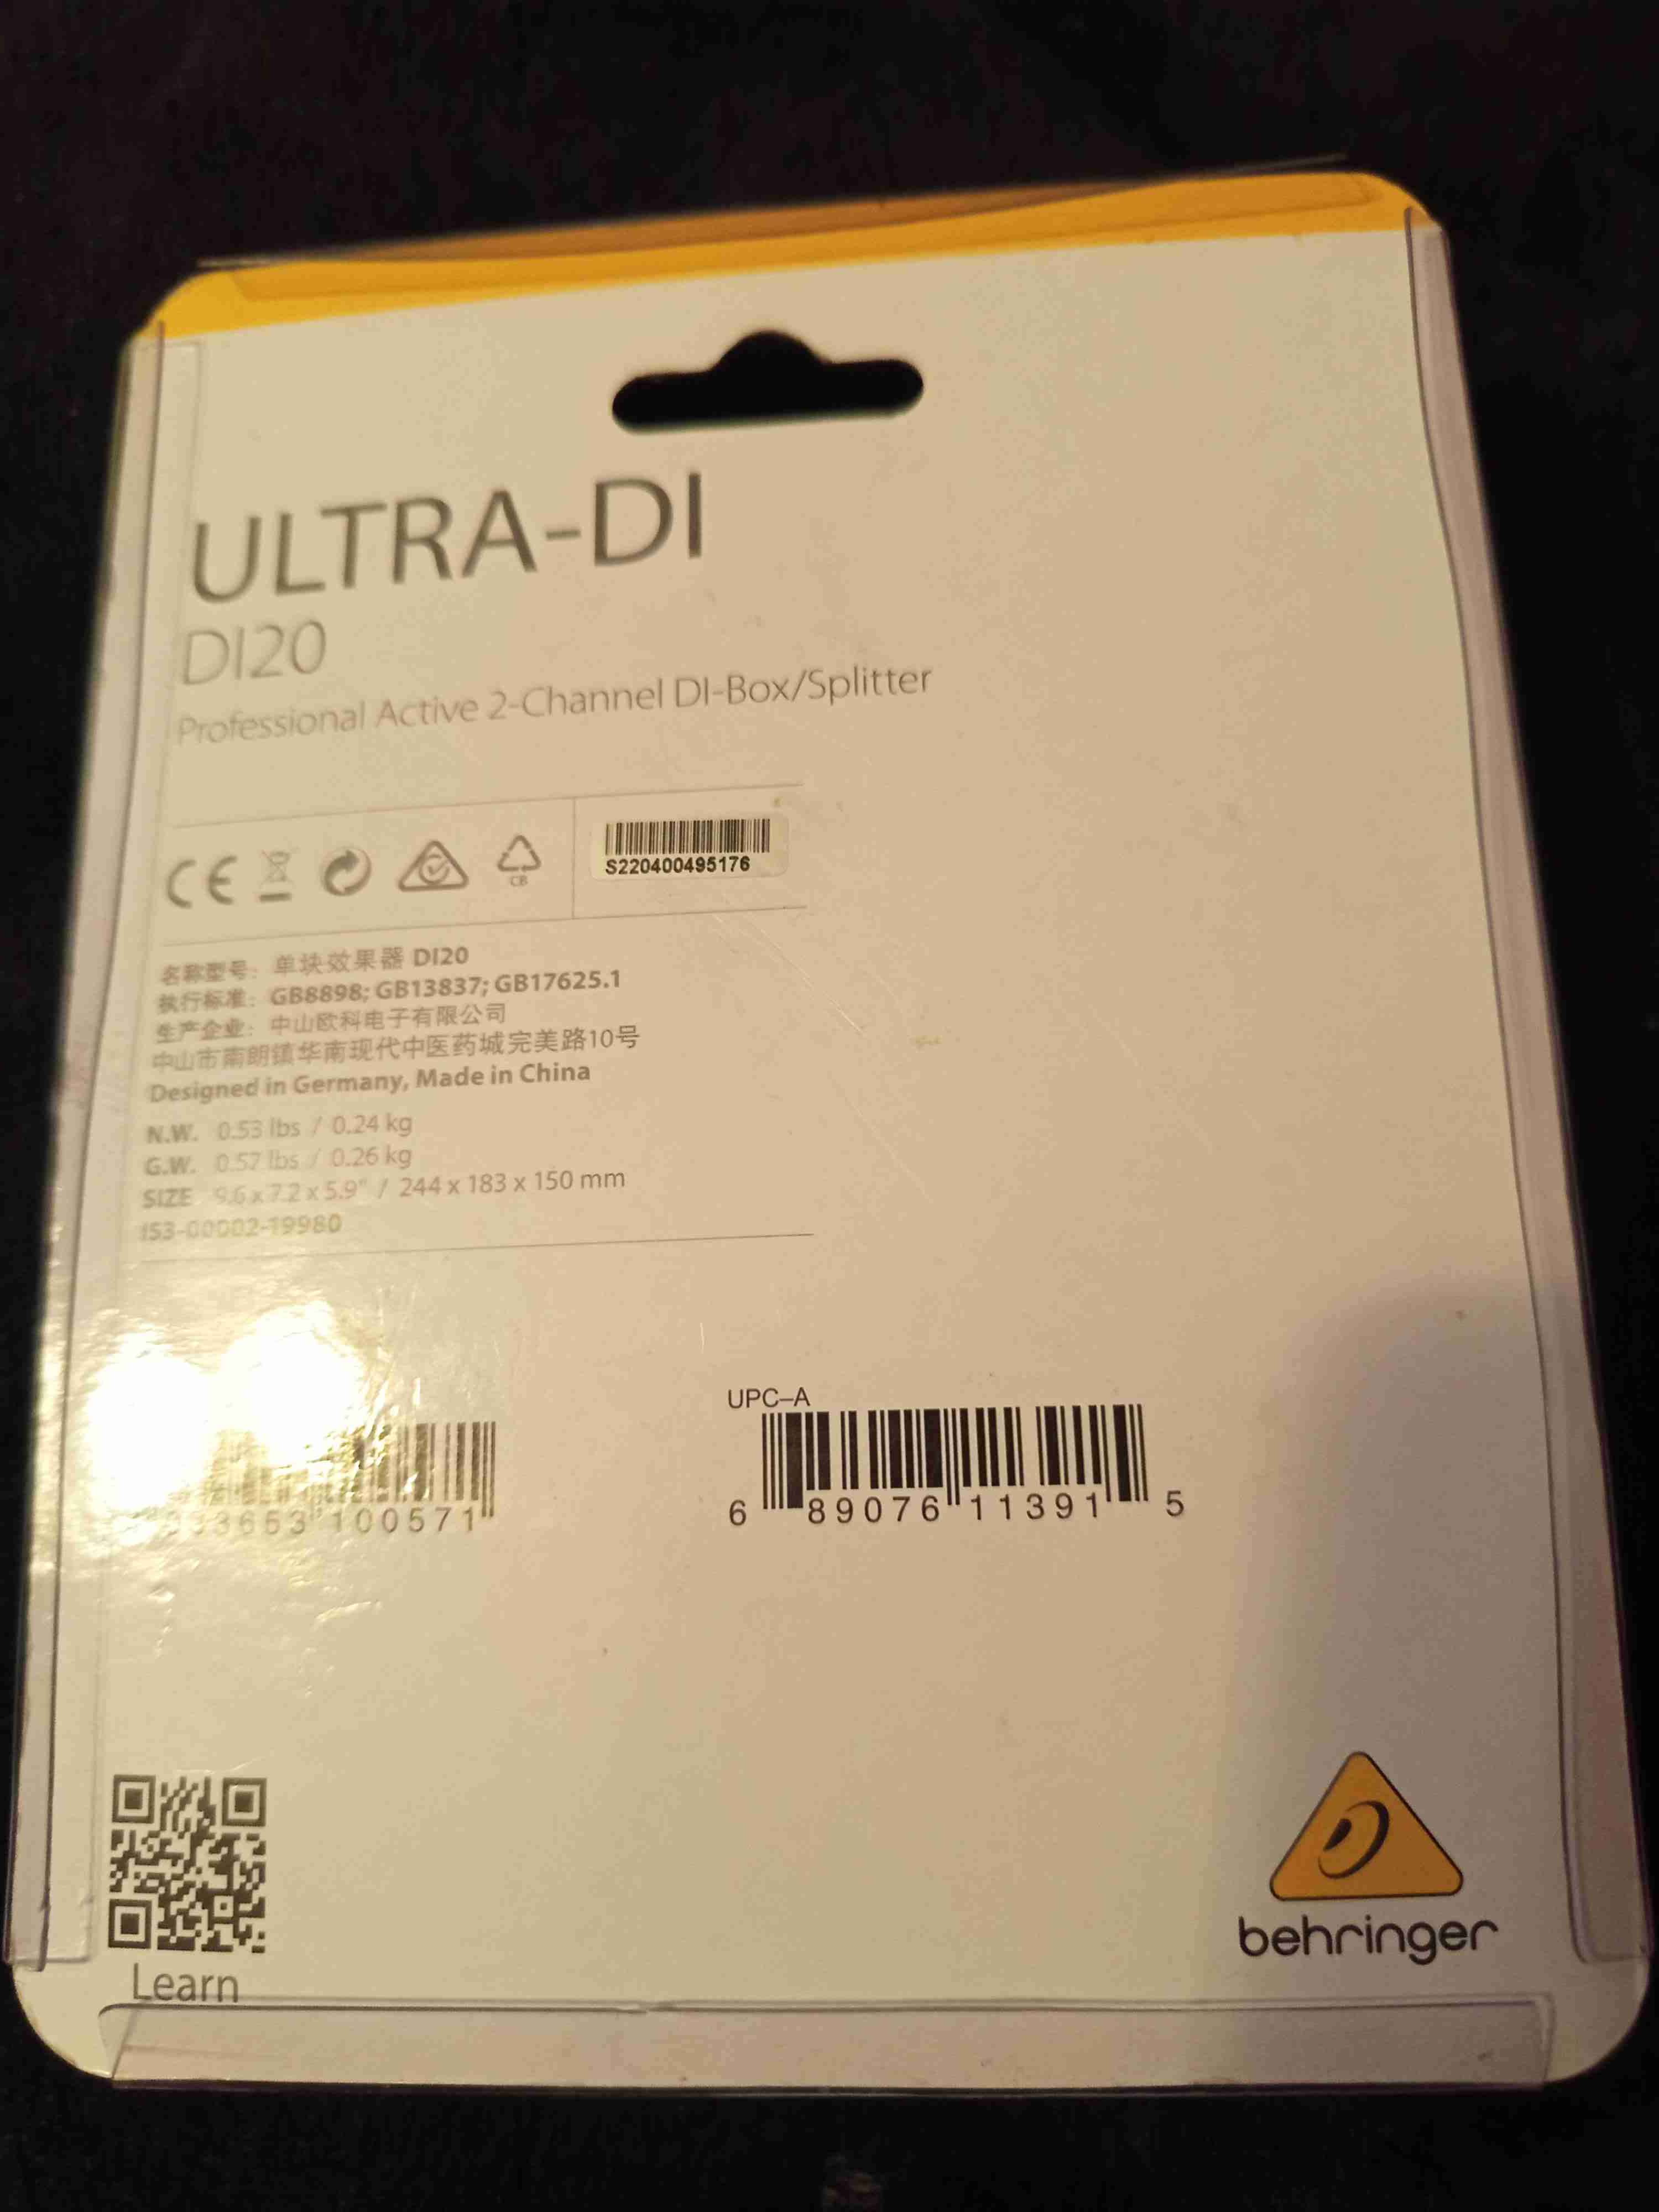 ULTRA-DI
DI20
Professional Active 2-Channel DI-Box/Splitter
CE
CB
S220400495176
名称型号: 单块效果器 DI20
执行标准: GB8898; GB13837; GB17625.1
生产企业: 中山欧科电子有限公司
中山市南朗镇华南现代中医药城完美路10号
Designed in Germany, Made in China
N.W. 0.53 lbs / 0.24 kg
G.W. 0.57 lbs / 0.26 kg
SIZE 9.6 x 7.2 x 5.9" / 244 x 183 x 150 mm
I53-00002-19980
UPC-A
33653 100571
6 89076 11391 5
Learn
behringer